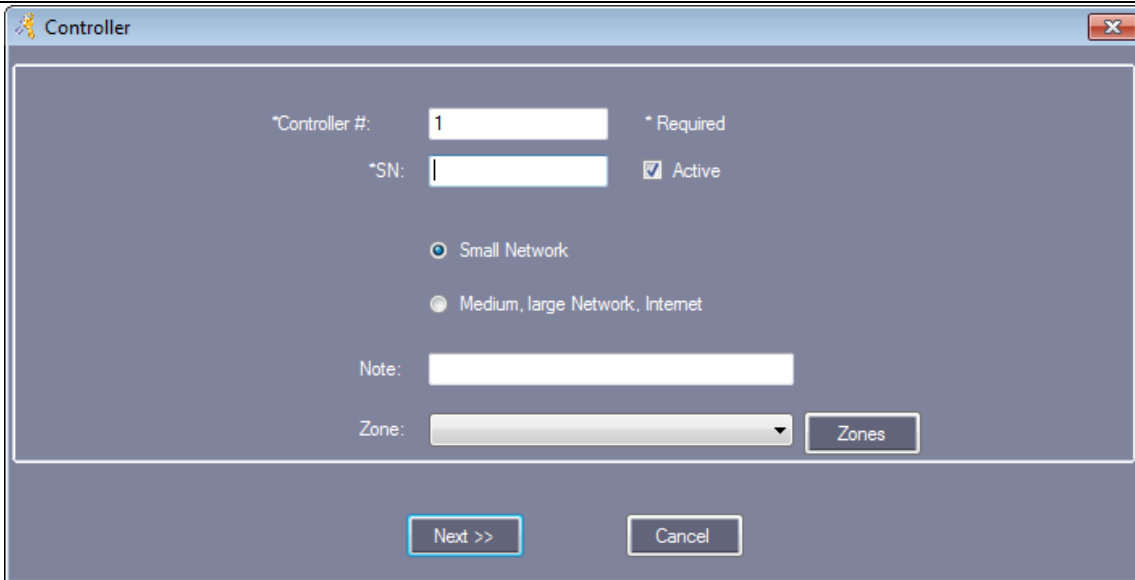 Controller
*Controller #: 1 * Required
*SN: Active
Small Network
Medium, large Network, Internet
Note:
Zone: Zones
Next >> Cancel